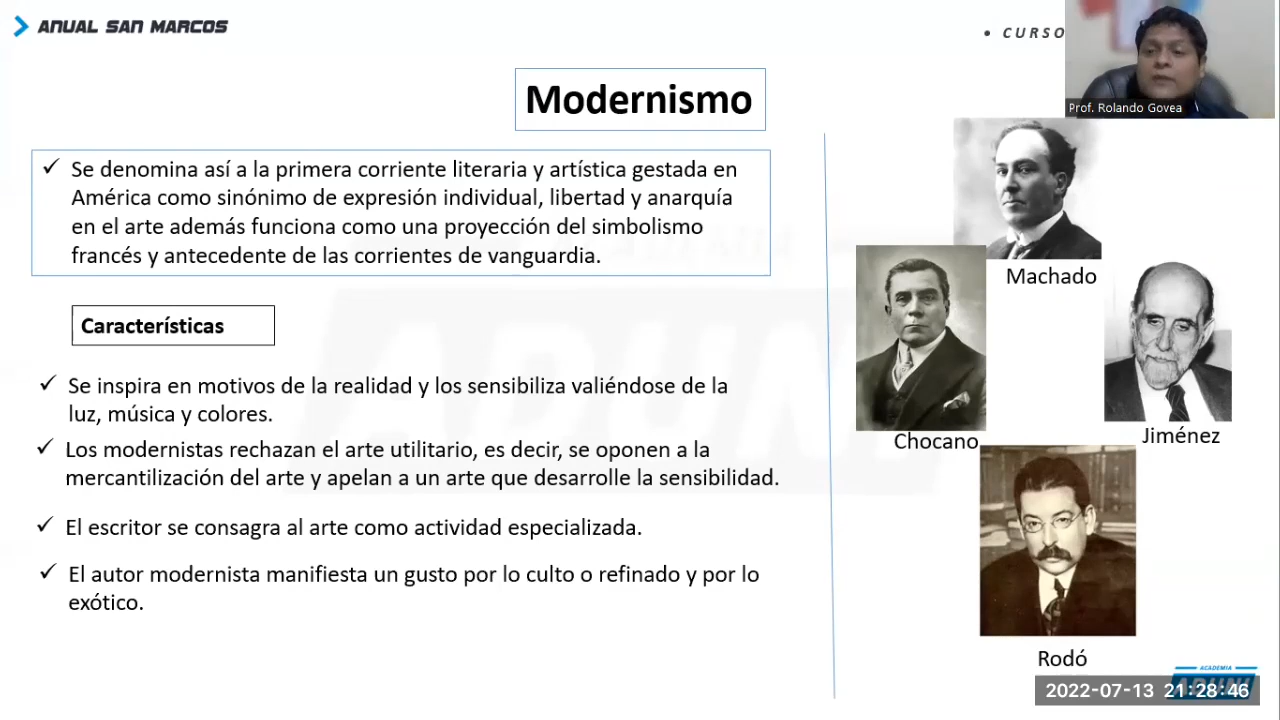 ANUAL SAN MARCOS
• CURSO
Prof. Rolando Govea
Modernismo
✓ Se denomina así a la primera corriente literaria y artística gestada en
América como sinónimo de expresión individual, libertad y anarquía
en el arte además funciona como una proyección del simbolismo
francés y antecedente de las corrientes de vanguardia.
Características
✓ Se inspira en motivos de la realidad y los sensibiliza valiéndose de la
luz, música y colores.
✓ Los modernistas rechazan el arte utilitario, es decir, se oponen a la
mercantilización del arte y apelan a un arte que desarrolle la sensibilidad.
✓ El escritor se consagra al arte como actividad especializada.
✓ El autor modernista manifiesta un gusto por lo culto o refinado y por lo
exótico.
Machado
Chocano
Jiménez
Rodó
ACADEMIA
ADUNI
2022-07-13 21:28:46